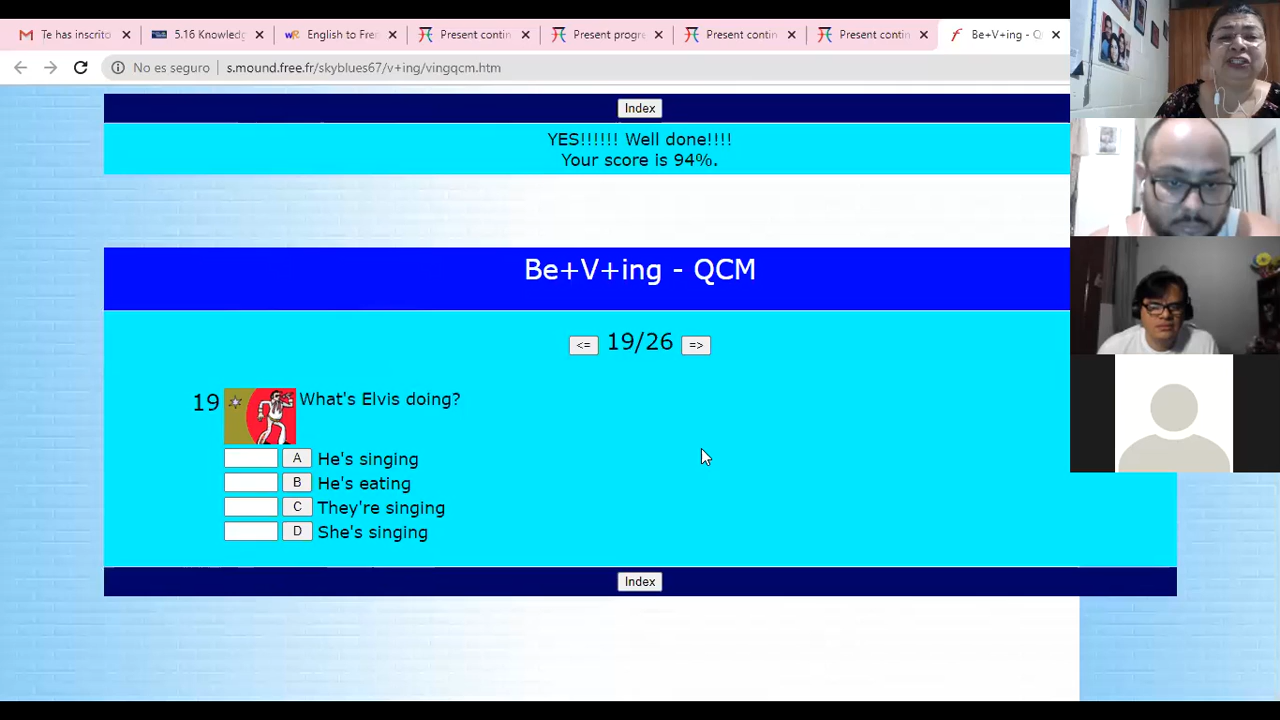 Te has inscrito
5.16 Knowledg
English to Fren
Present contin
Present progre
Present contin
Present contin
Be+V+ing - Q
No es seguro
s.mound.free.fr/skyblues67/v+ing/vingqcm.htm
Index
YES!!!!!! Well done!!!!
Your score is 94%.
Be+V+ing - QCM
<= 19/26 =>
19 What's Elvis doing?
A He's singing
B He's eating
C They're singing
D She's singing
Index